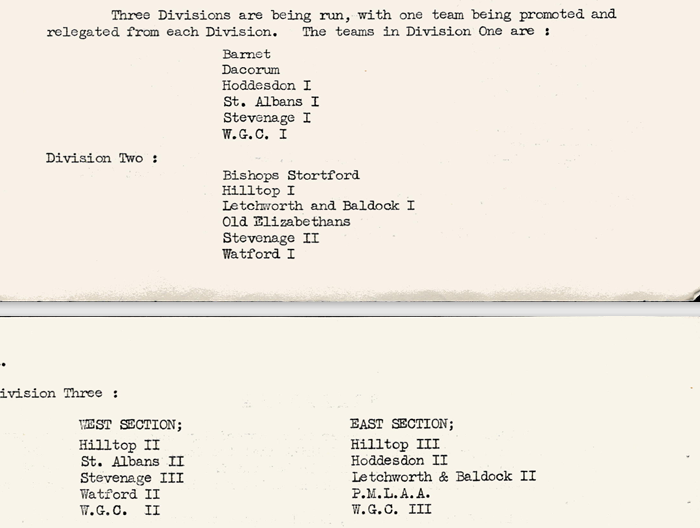 Three Divisions are being run, with one team being promoted and
relegated from each Division. The teams in Division One are :
Barnet
Dacorum
Hoddesdon I
St. Albans I
Stevenage I
W.G.C. I
Division Two :
Bishops Stortford
Hilltop I
Letchworth and Baldock I
Old Elizabethans
Stevenage II
Watford I
.
ivision Three :
WEST SECTION;
Hilltop II
St. Albans II
Stevenage III
Watford II
W.G.C. II
EAST SECTION;
Hilltop III
Hoddesdon II
Letchworth & Baldock II
P.M.L.A.A.
W.G.C. III